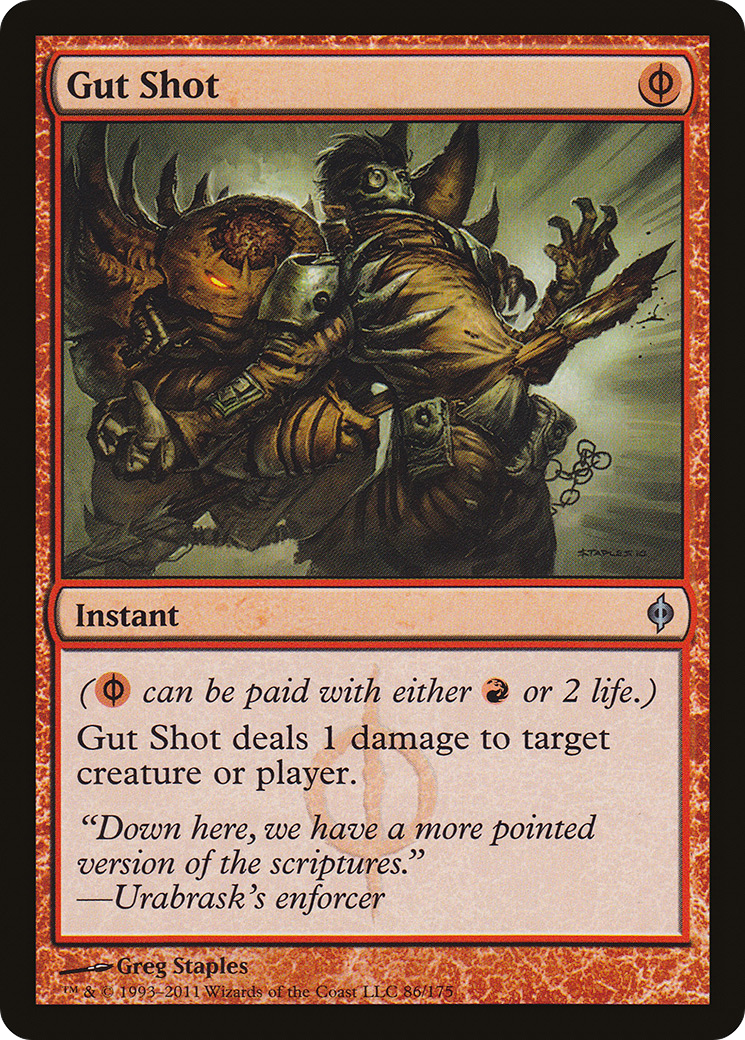 Gut Shot
STAPLES 10
Instant
( can be paid with either or 2 life.)
Gut Shot deals 1 damage to target
creature or player.
“Down here, we have a more pointed
version of the scriptures.”
—Urabrask's enforcer
Greg Staples
™ & © 1993–2011 Wizards of the Coast LLC 86/175